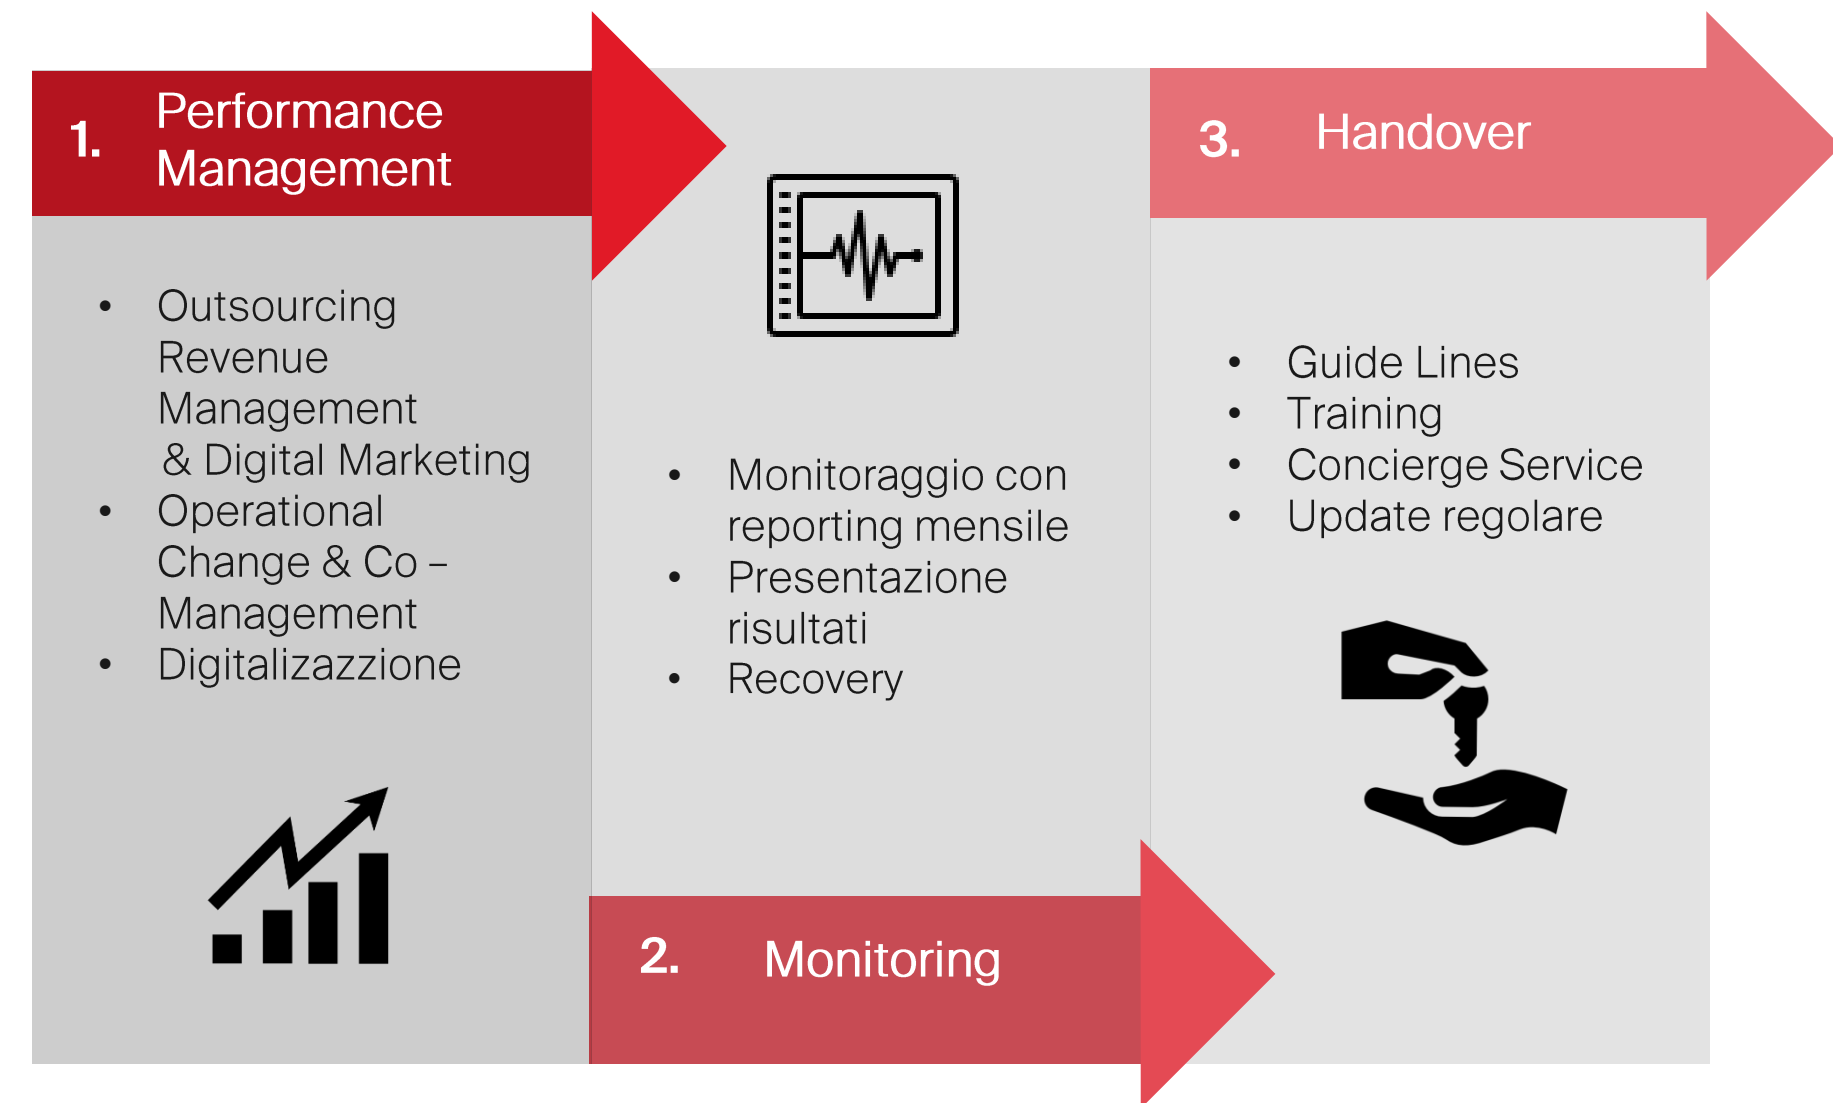 1.
Performance
Management
• Outsourcing
Revenue
Management
& Digital Marketing
• Operational
Change & Co –
Management
• Digitalizazzione
• Monitoraggio con
reporting mensile
• Presentazione
risultati
• Recovery
2.
Monitoring
3.
Handover
• Guide Lines
• Training
• Concierge Service
• Update regolare